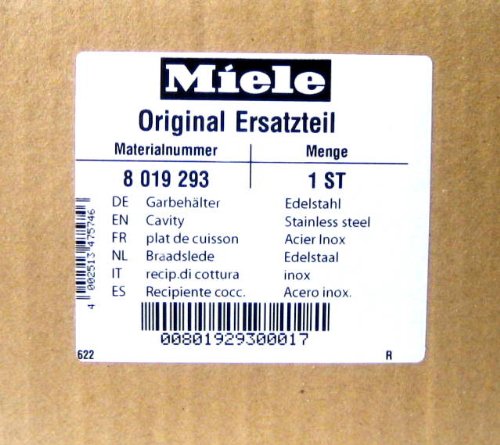 Miele
Original Ersatzteil
Materialnummer Menge
8 019 293 1 ST
DE Garbehälter Edelstahl
EN Cavity Stainless steel
FR plat de cuisson Acier Inox
NL Braadslede Edelstaal
IT recip.di cottura inox
ES Recipiente cocc. Acero inox.
4 002513 475746
00801929300017
622 R